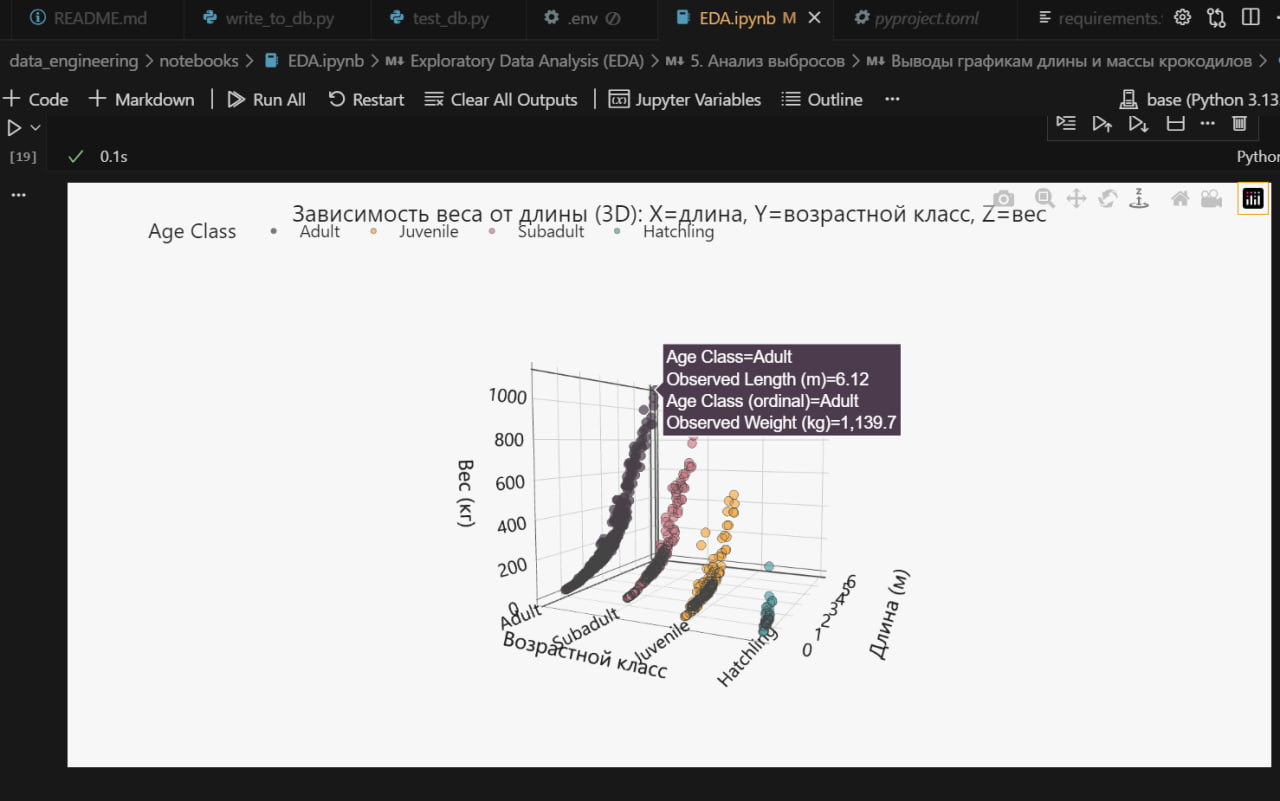 README.md write_to_db.py test_db.py .env EDA.ipynb M pyproject.toml requirements.
data_engineering > notebooks > EDA.ipynb > M↓ Exploratory Data Analysis (EDA) > M↓ 5. Анализ выбросов > M↓ Выводы графикам длины и массы крокодилов >
+ Code + Markdown | Run All Restart Clear All Outputs | Jupyter Variables Outline ... base (Python 3.13
[19] 0.1s Python
...
Зависимость веса от длины (3D): X=длина, Y=возрастной класс, Z=вес
Age Class Adult Juvenile Subadult Hatchling
Age Class=Adult
Observed Length (m)=6.12
Age Class (ordinal)=Adult
Observed Weight (kg)=1,139.7
1000
800
600
400
200
0
Вес (кг)
Adult
Subadult
Juvenile
Hatchling
Возрастной класс
0
1
2
3
4
5
6
Длина (м)